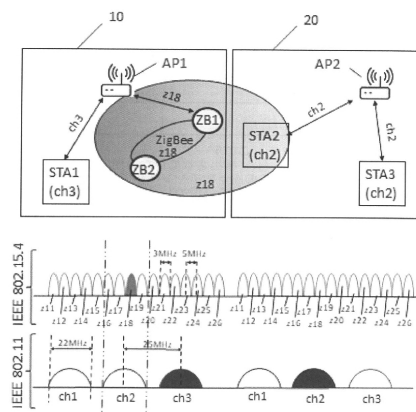 10
20
AP1
AP2
z18
ch3
ZB1
ch2
ZigBee
z18
ZB2
STA2
(ch2)
ch2
STA1
(ch3)
z18
STA3
(ch2)
IEEE 802.15.4
3MHz
5MHz
z11 z13 z15 z17 z19 z21 z23 z25
z12 z14 z16 z18 z20 z22 z24 z26
z11 z13 z15 z17 z19 z21 z23 z25
z12 z14 z16 z18 z20 z22 z24 z26
IEEE 802.11
22MHz
25MHz
ch1 ch2 ch3 ch1 ch2 ch3